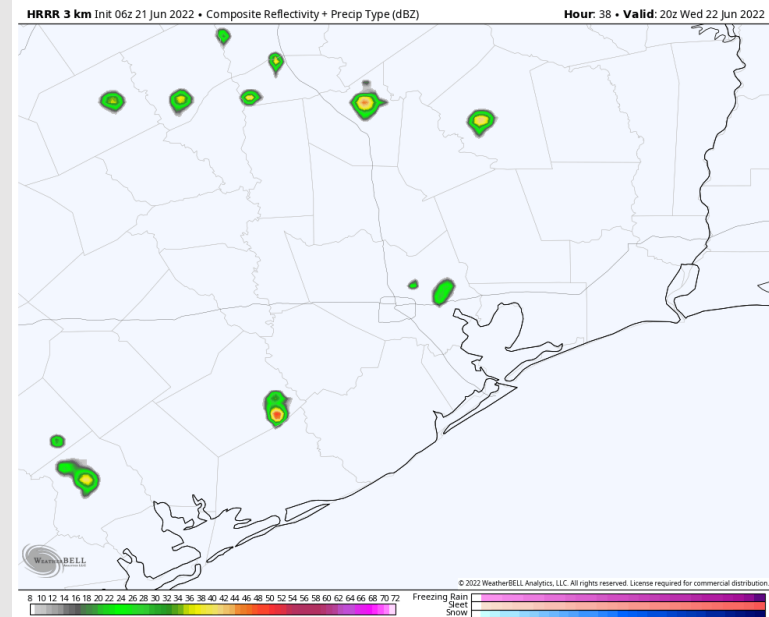 HRRR 3 km Init 06z 21 Jun 2022 • Composite Reflectivity + Precip Type (dBZ) Hour: 38 • Valid: 20z Wed 22 Jun 2022
WEATHERBELL
© 2022 WeatherBELL Analytics, LLC. All rights reserved. License required for commercial distribution.
8 10 12 14 16 18 20 22 24 26 28 30 32 34 36 38 40 42 44 46 48 50 52 54 56 58 60 62 64 66 68 70 72
Freezing Rain
Sleet
Snow